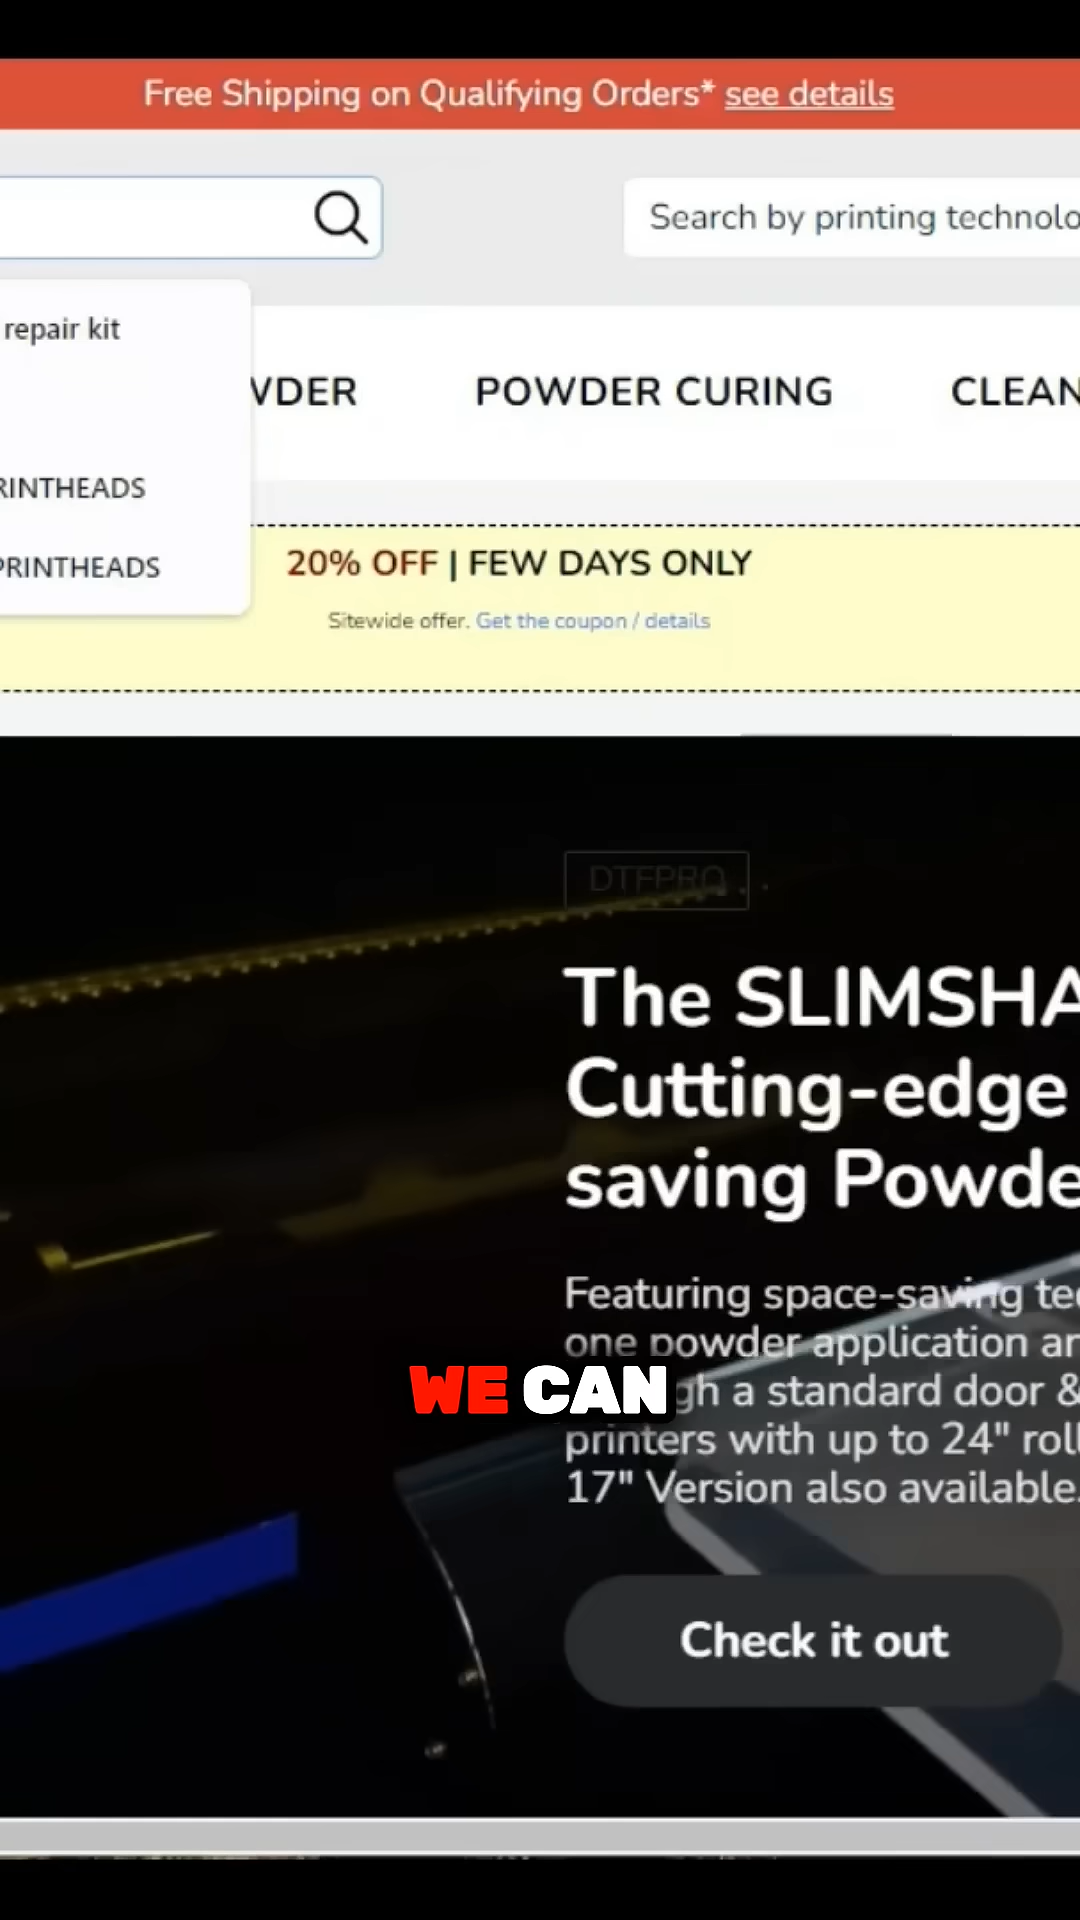 Free Shipping on Qualifying Orders* see details
Search by printing technolo
repair kit
VDER
POWDER CURING
CLEAN
RINTHEADS
PRINTHEADS
20% OFF | FEW DAYS ONLY
Sitewide offer. Get the coupon / details
DTFPRO
The SLIMSHA
Cutting-edge
saving Powde
Featuring space-saving te
one powder application an
gh a standard door &
WE CAN
printers with up to 24" roll
17" Version also available.
Check it out